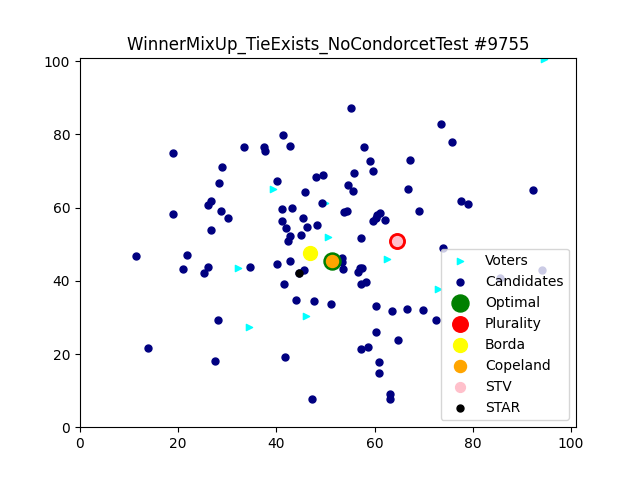 WinnerMixUp_TieExists_NoCondorcetTest #9755
100
80
60
40
20
0
0
20
40
60
80
100
Voters
Candidates
Optimal
Plurality
Borda
Copeland
STV
STAR